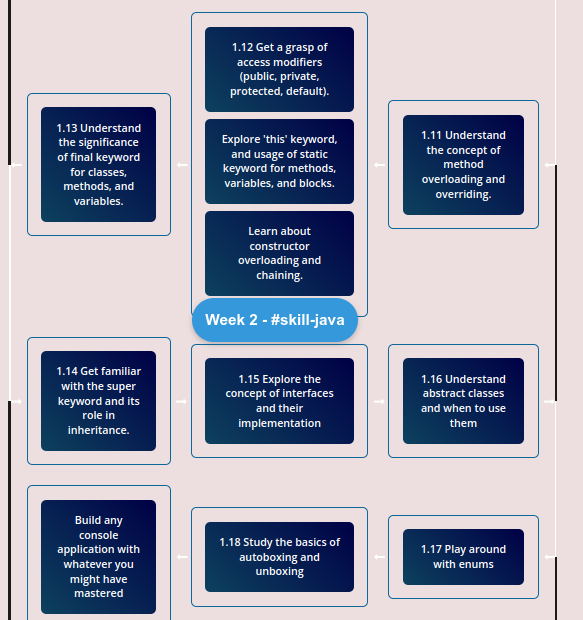 1.12 Get a grasp of
access modifiers
(public, private,
protected, default).
Explore 'this' keyword,
and usage of static
keyword for methods,
variables, and blocks.
Learn about
constructor
overloading and
chaining.
1.13 Understand
the significance
of final keyword
for classes,
methods, and
variables.
1.11 Understand
the concept of
method
overloading and
overriding.
Week 2 - #skill-java
1.14 Get familiar
with the super
keyword and its
role in
inheritance.
1.15 Explore the
concept of interfaces
and their
implementation
1.16 Understand
abstract classes
and when to use
them
Build any
console
application with
whatever you
might have
mastered
1.18 Study the basics of
autoboxing and
unboxing
1.17 Play around
with enums